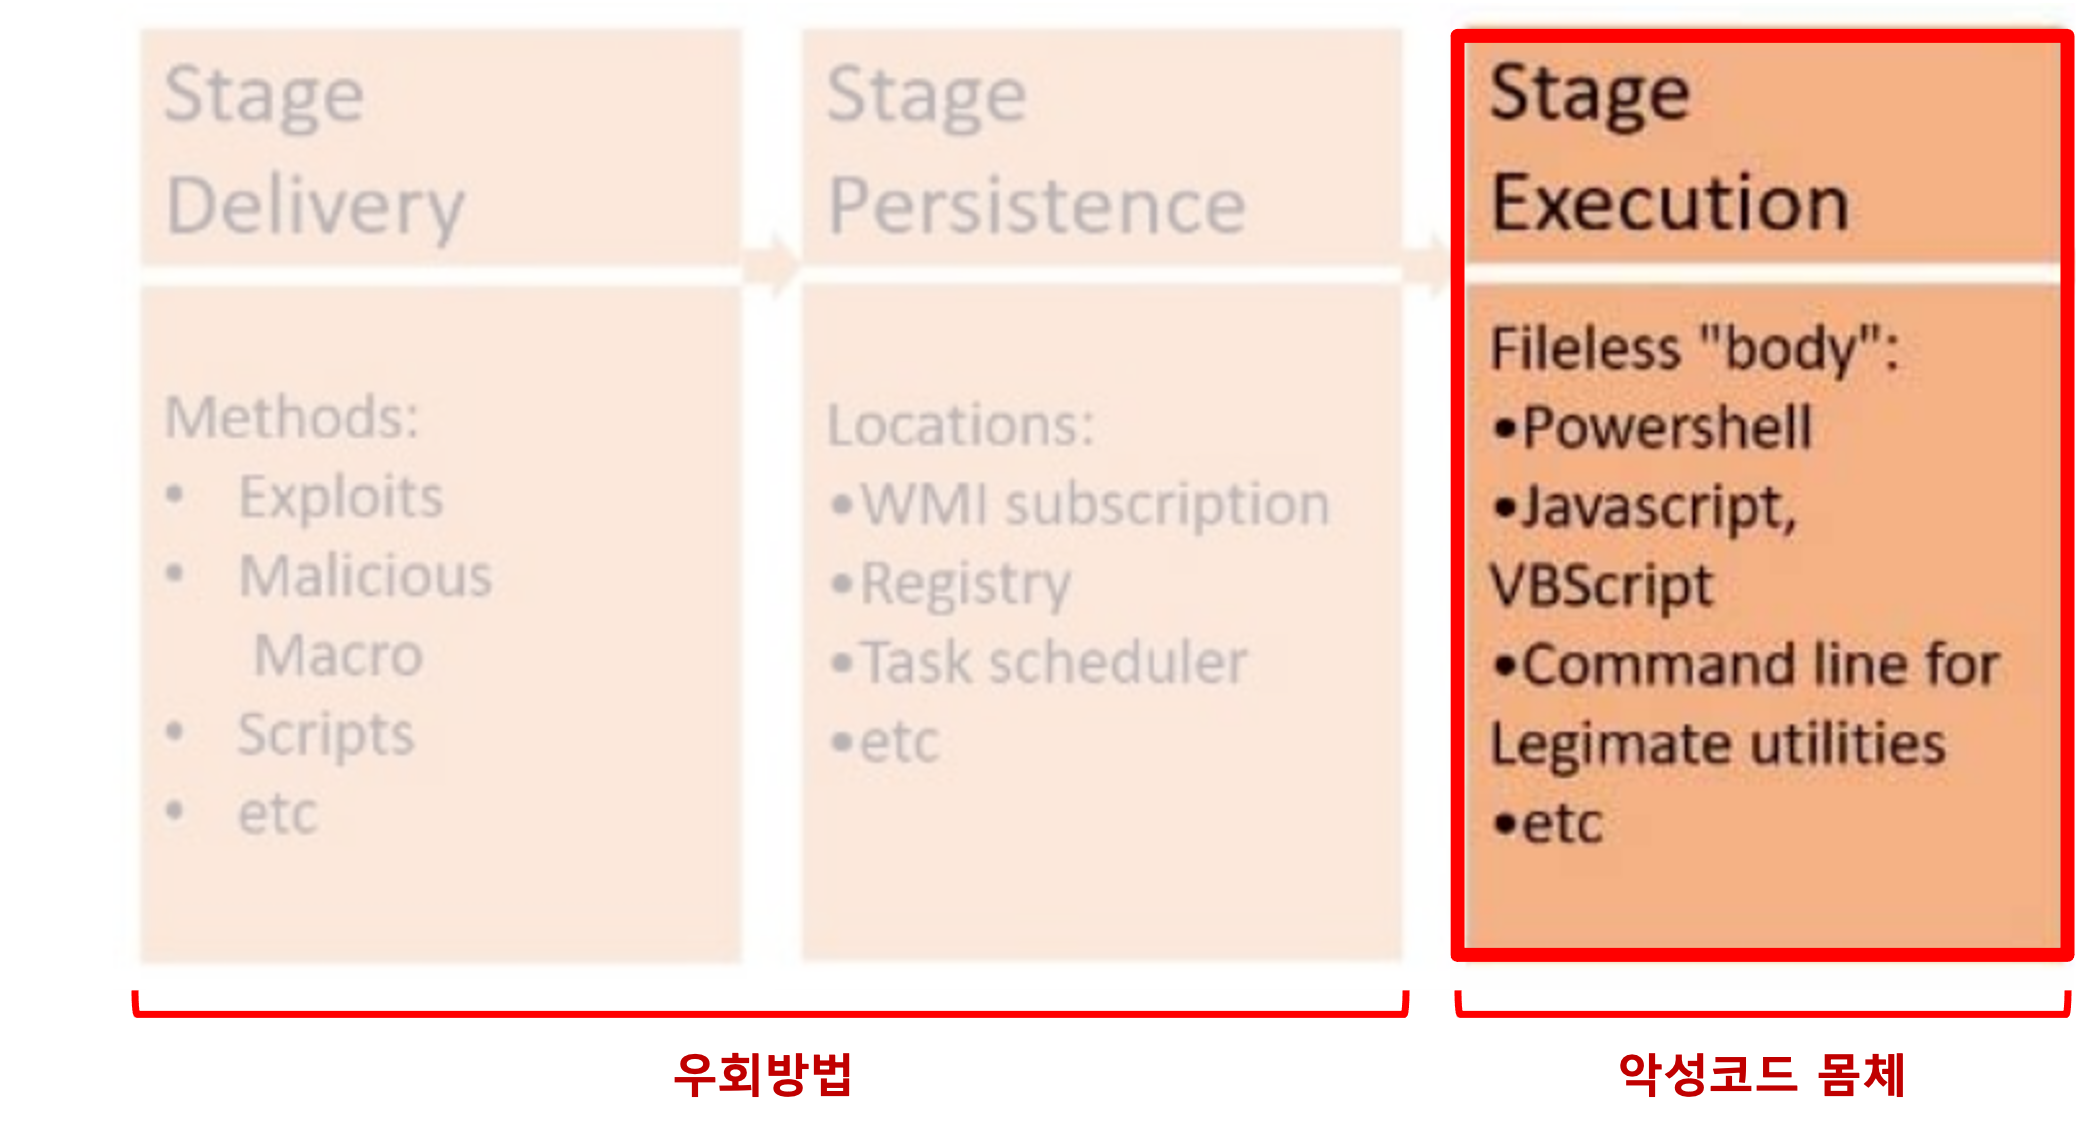 Stage
Delivery
Methods:
• Exploits
• Malicious
Macro
• Scripts
• etc
Stage
Persistence
Locations:
•WMI subscription
•Registry
•Task scheduler
•etc
Stage
Execution
Fileless "body":
•Powershell
•Javascript,
VBScript
•Command line for
Legimate utilities
•etc
우회방법
악성코드 몸체